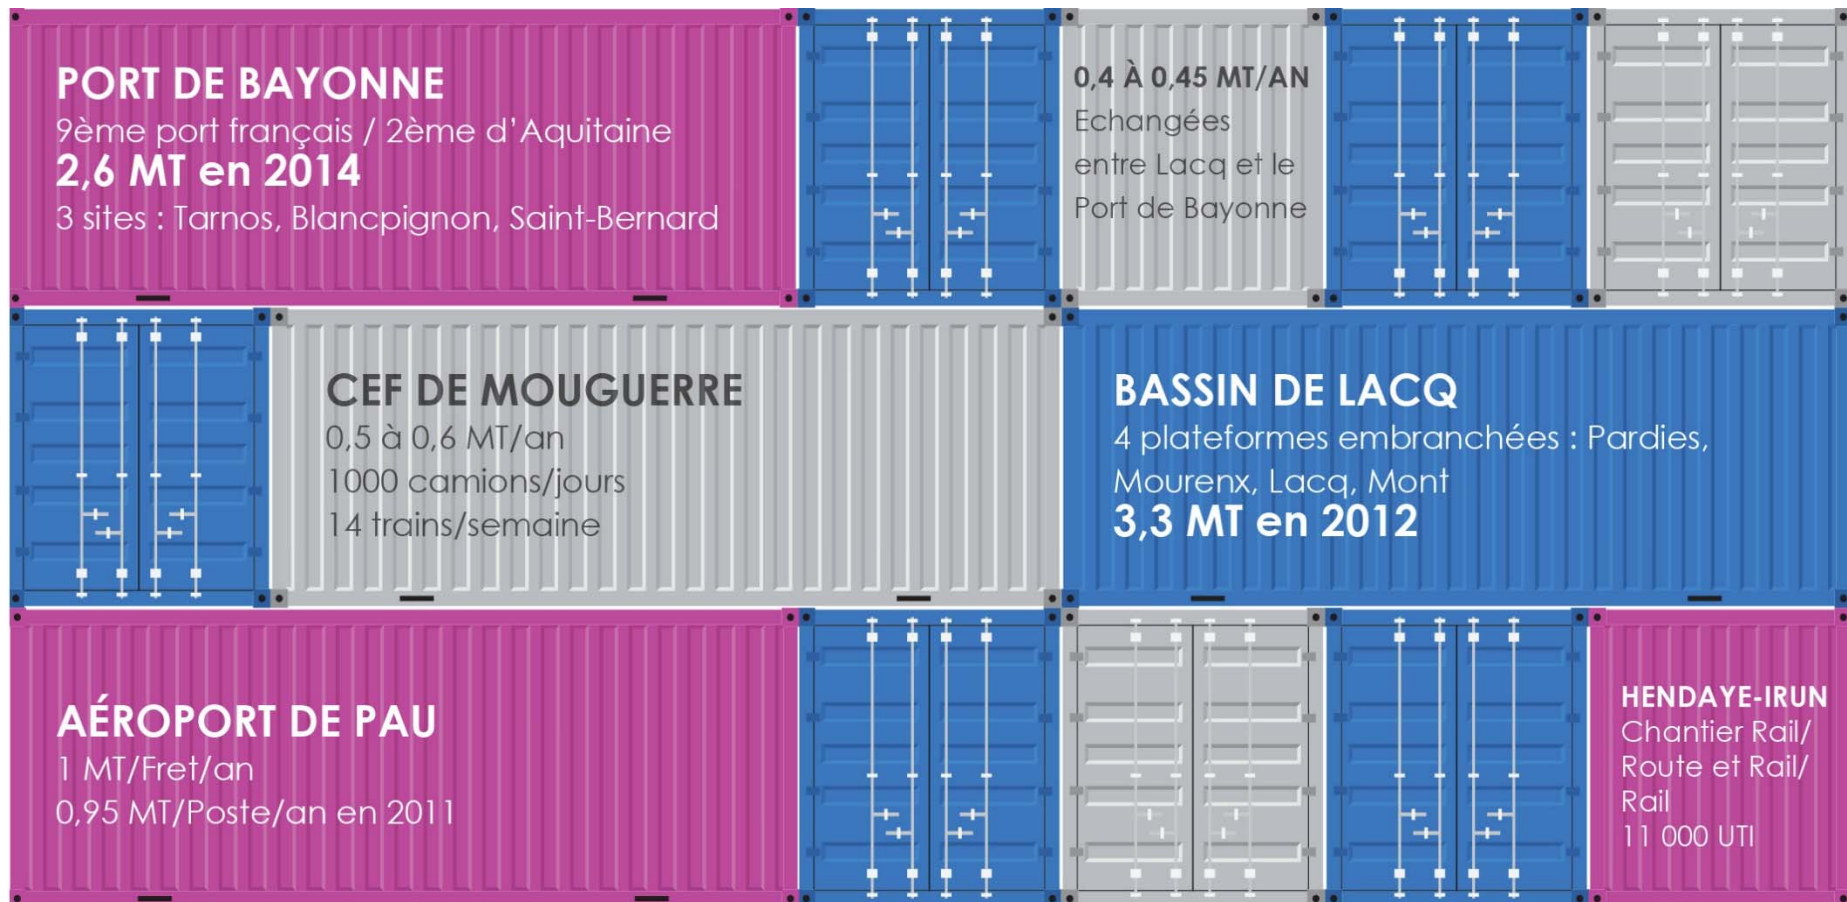 PORT DE BAYONNE
9ème port français / 2ème d'Aquitaine
2,6 MT en 2014
3 sites : Tarnos, Blancpignon, Saint-Bernard
0,4 À 0,45 MT/AN
Echangées
entre Lacq et le
Port de Bayonne
CEF DE MOUGUERRE
0,5 à 0,6 MT/an
1000 camions/jours
14 trains/semaine
BASSIN DE LACQ
4 plateformes embranchées : Pardies,
Mourenx, Lacq, Mont
3,3 MT en 2012
AÉROPORT DE PAU
1 MT/Fret/an
0,95 MT/Poste/an en 2011
HENDAYE-IRUN
Chantier Rail/
Route et Rail/
Rail
11 000 UTI